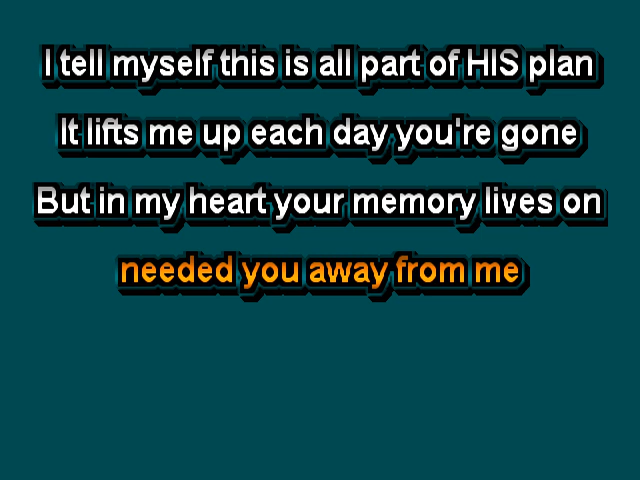 I tell myself this is all part of HIS plan
It lifts me up each day you're gone
But in my heart your memory lives on
needed you away from me